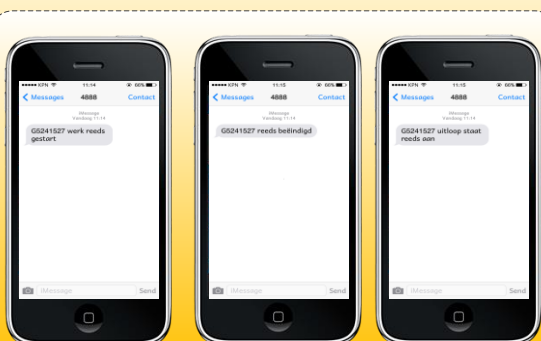 KPN 11:14 66%
Messages 4888 Contact
iMessage
Vandaag 11:14
G5241527 werk reeds
gestart
iMessage Send
KPN 11:15 66%
Messages 4888 Contact
iMessage
Vandaag 11:14
G5241527 reeds beëindigd
iMessage Send
KPN 11:15 66%
Messages 4888 Contact
iMessage
Vandaag 11:14
G5241527 uitloop staat
reeds aan
iMessage Send